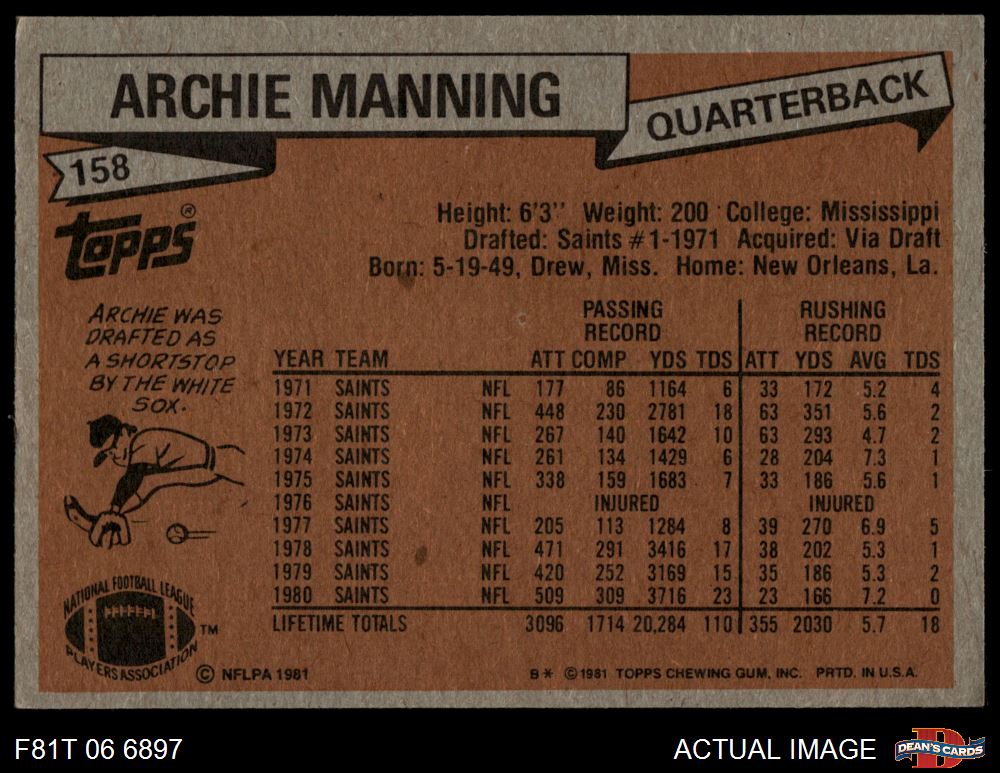 ARCHIE MANNING
QUARTERBACK
158
Topps®
Height: 6'3" Weight: 200 College: Mississippi
Drafted: Saints #1-1971 Acquired: Via Draft
Born: 5-19-49, Drew, Miss. Home: New Orleans, La.
ARCHIE WAS
DRAFTED AS
A SHORTSTOP
BY THE WHITE
SOX.
PASSING RECORD RUSHING RECORD
YEAR TEAM ATT COMP YDS TDS ATT YDS AVG TDS
1971 SAINTS NFL 177 86 1164 6 33 172 5.2 4
1972 SAINTS NFL 448 230 2781 18 63 351 5.6 2
1973 SAINTS NFL 267 140 1642 10 63 293 4.7 2
1974 SAINTS NFL 261 134 1429 6 28 204 7.3 1
1975 SAINTS NFL 338 159 1683 7 33 186 5.6 1
1976 SAINTS NFL INJURED INJURED
1977 SAINTS NFL 205 113 1284 8 39 270 6.9 5
1978 SAINTS NFL 471 291 3416 17 38 202 5.3 1
1979 SAINTS NFL 420 252 3169 15 35 186 5.3 2
1980 SAINTS NFL 509 309 3716 23 23 166 7.2 0
LIFETIME TOTALS 3096 1714 20,284 110 355 2030 5.7 18
NATIONAL FOOTBALL LEAGUE
PLAYERS ASSOCIATION
TM
© NFLPA 1981
B* ©1981 TOPPS CHEWING GUM, INC. PRTD. IN U.S.A.
F81T 06 6897
ACTUAL IMAGE
D
DEAN'S CARDS